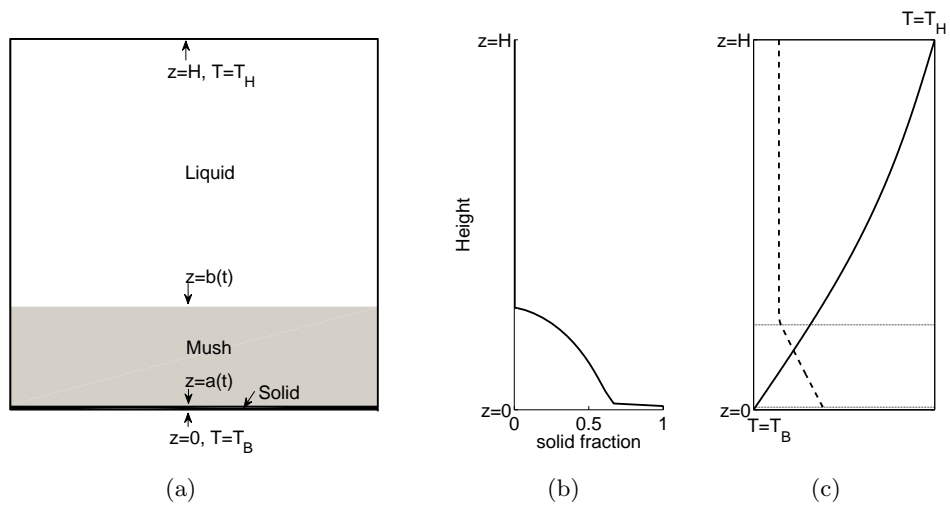 z=H, T=T_H
Liquid
z=b(t)
Mush
z=a(t)
Solid
z=0, T=T_B
(a)
z=H
Height
z=0
0
0.5
1
solid fraction
(b)
T=T_H
z=H
z=0
T=T_B
(c)